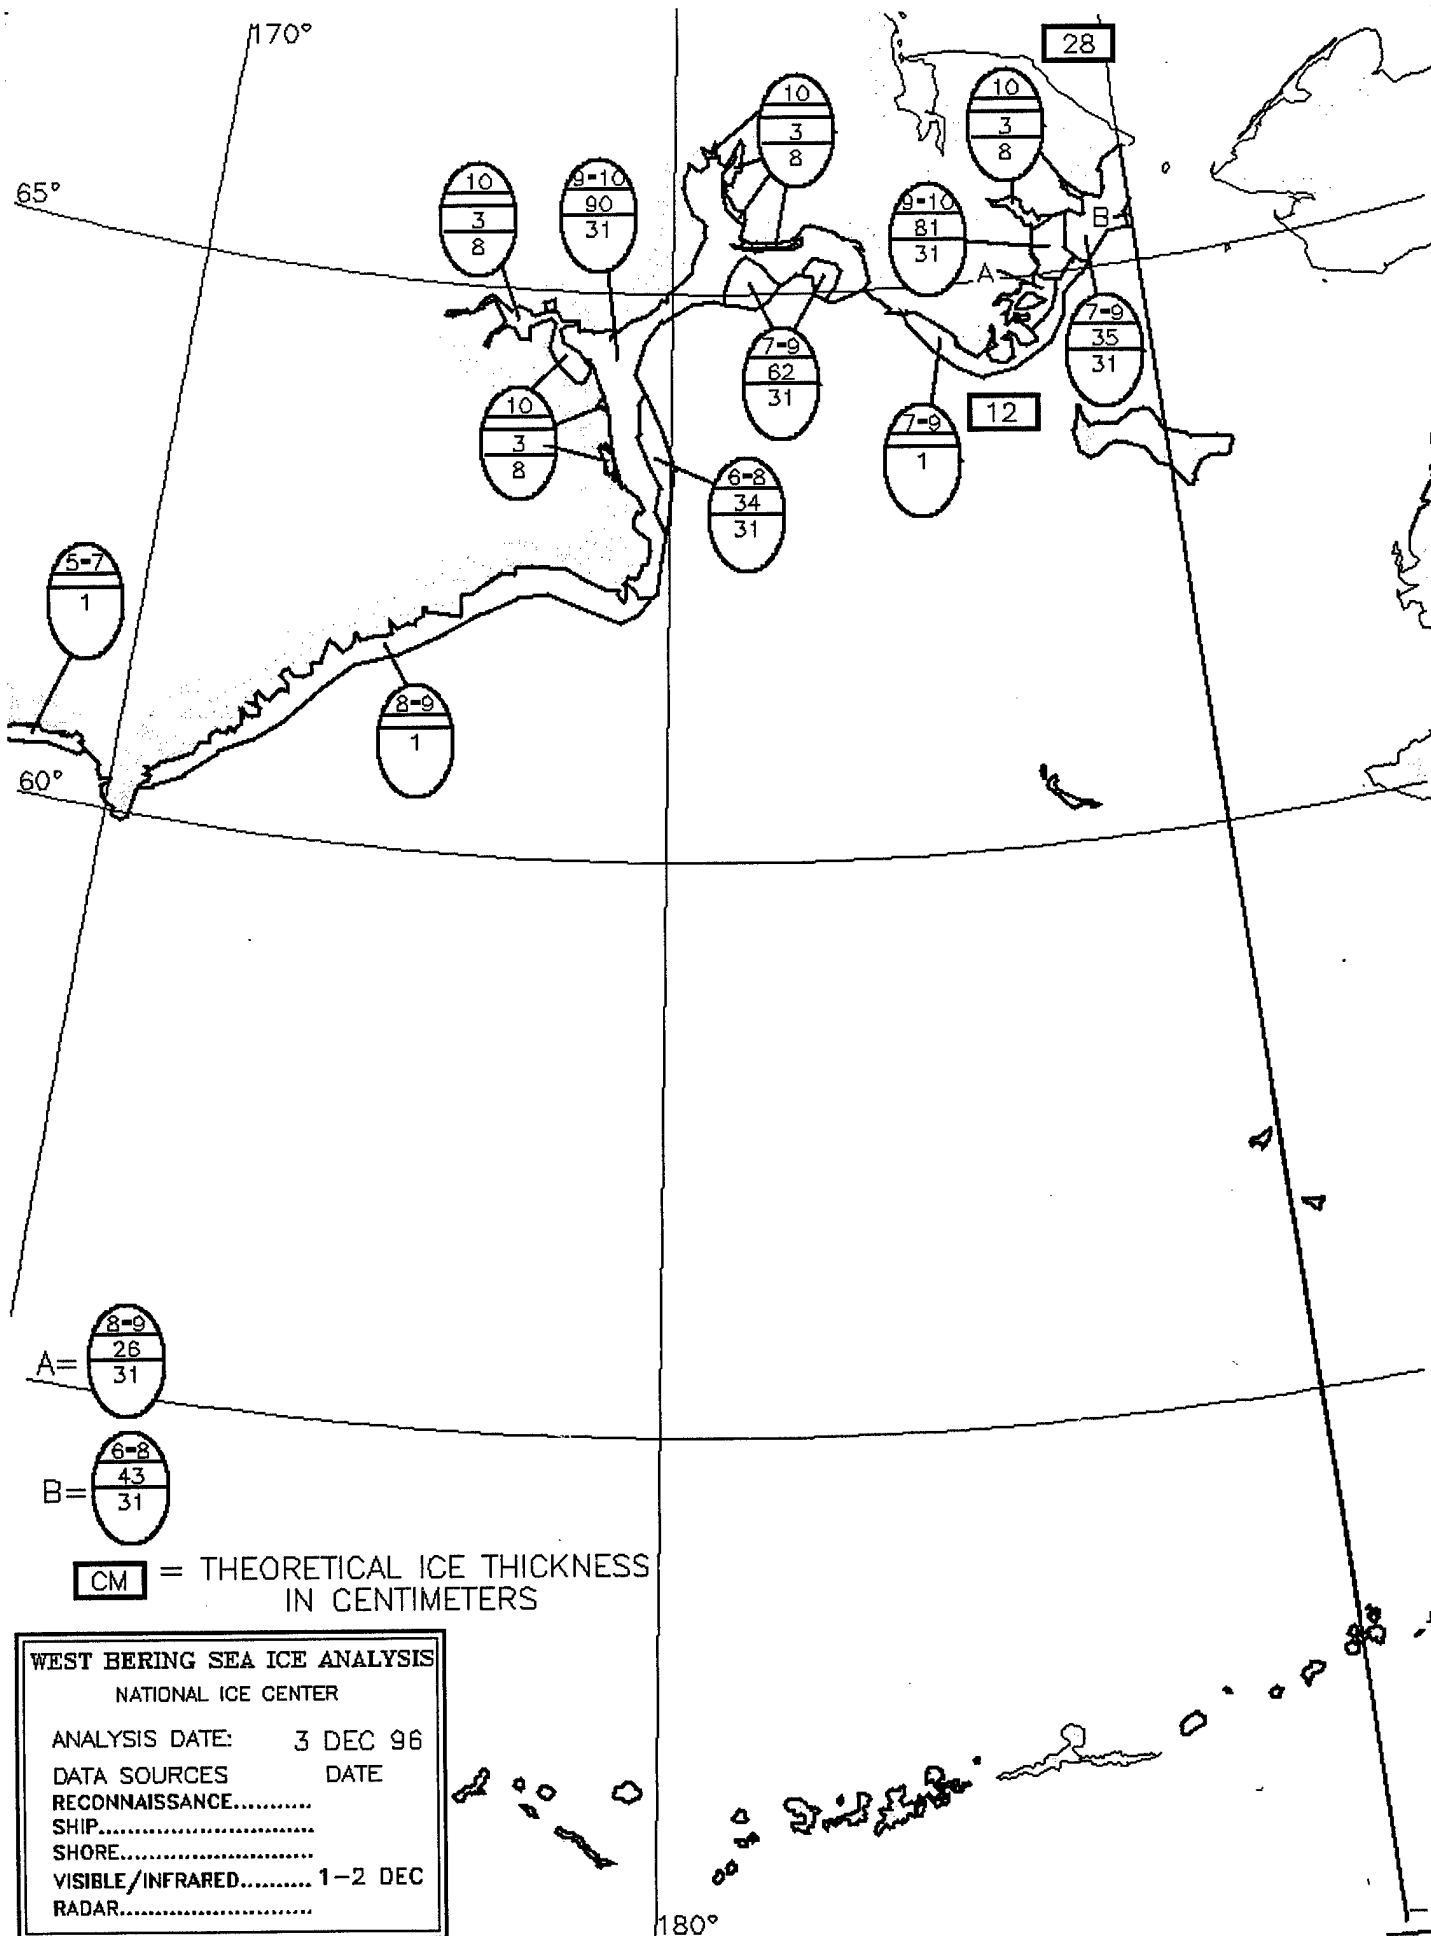 170°
28
10
3
8
10
3
8
10
3
8
9-10
90
31
65°
9-10
81
31
B
A
7-9
35
31
7-9
62
31
10
3
8
12
7-9
1
6-8
34
31
5-7
1
8-9
1
60°
8-9
A= 26
31
6-8
B= 43
31
CM = THEORETICAL ICE THICKNESS
IN CENTIMETERS
WEST BERING SEA ICE ANALYSIS
NATIONAL ICE CENTER
ANALYSIS DATE: 3 DEC 96
DATA SOURCES DATE
RECONNAISSANCE...........
SHIP..............................
SHORE...........................
VISIBLE/INFRARED.......... 1-2 DEC
RADAR...........................
180°